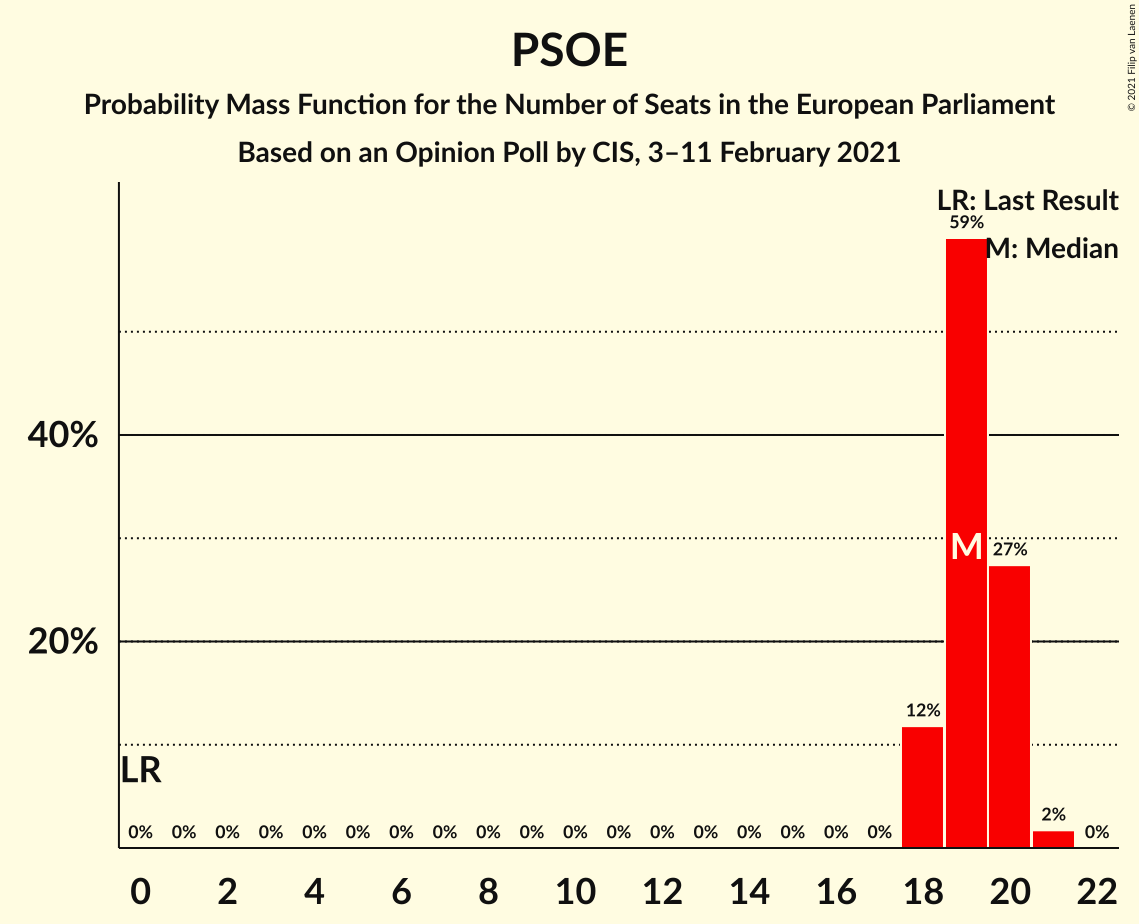 PSOE
Probability Mass Function for the Number of Seats in the European Parliament
Based on an Opinion Poll by CIS, 3–11 February 2021
© 2021 Filip van Laenen
LR: Last Result
M: Median
59%
40%
M
27%
20%
12%
LR
2%
0% 0% 0% 0% 0% 0% 0% 0% 0% 0% 0% 0% 0% 0% 0% 0% 0% 0% 0%
0 2 4 6 8 10 12 14 16 18 20 22